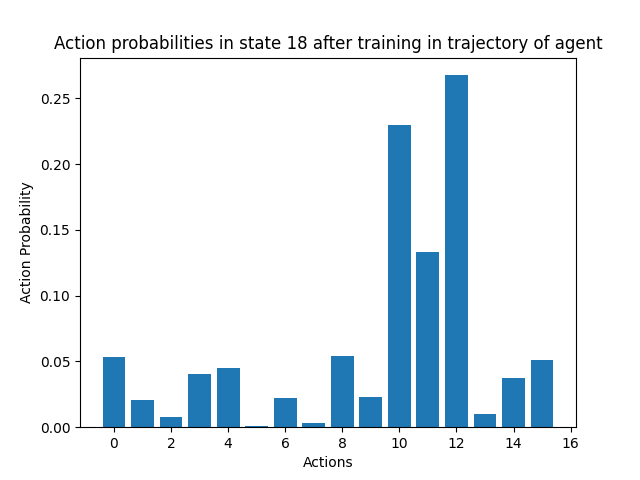 Action probabilities in state 18 after training in trajectory of agent
0.25
0.20
0.15
0.10
0.05
0.00
Action Probability
0 2 4 6 8 10 12 14 16
Actions